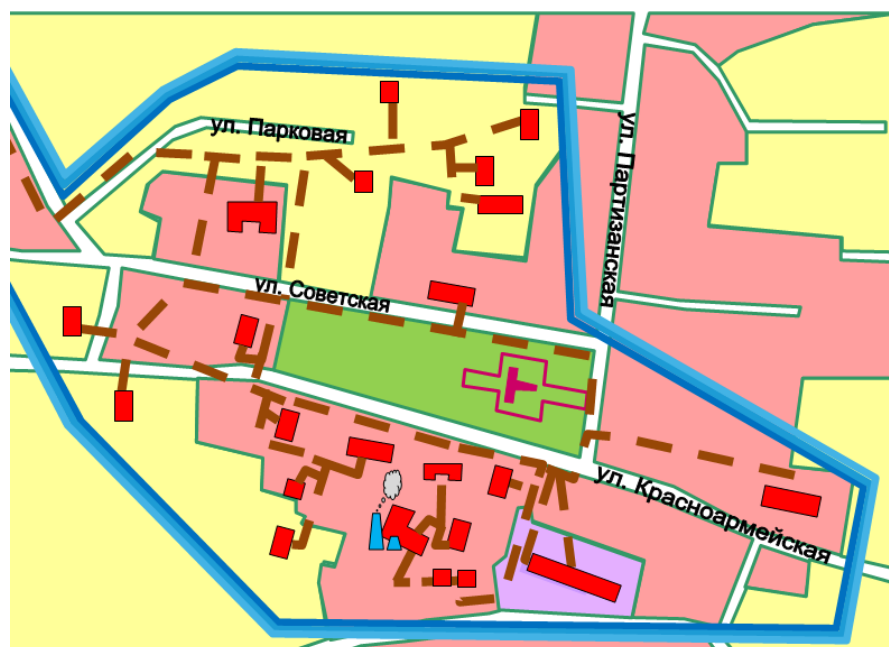 ул. Парковая
ул. Партизанская
ул. Советская
ул. Красноармейская